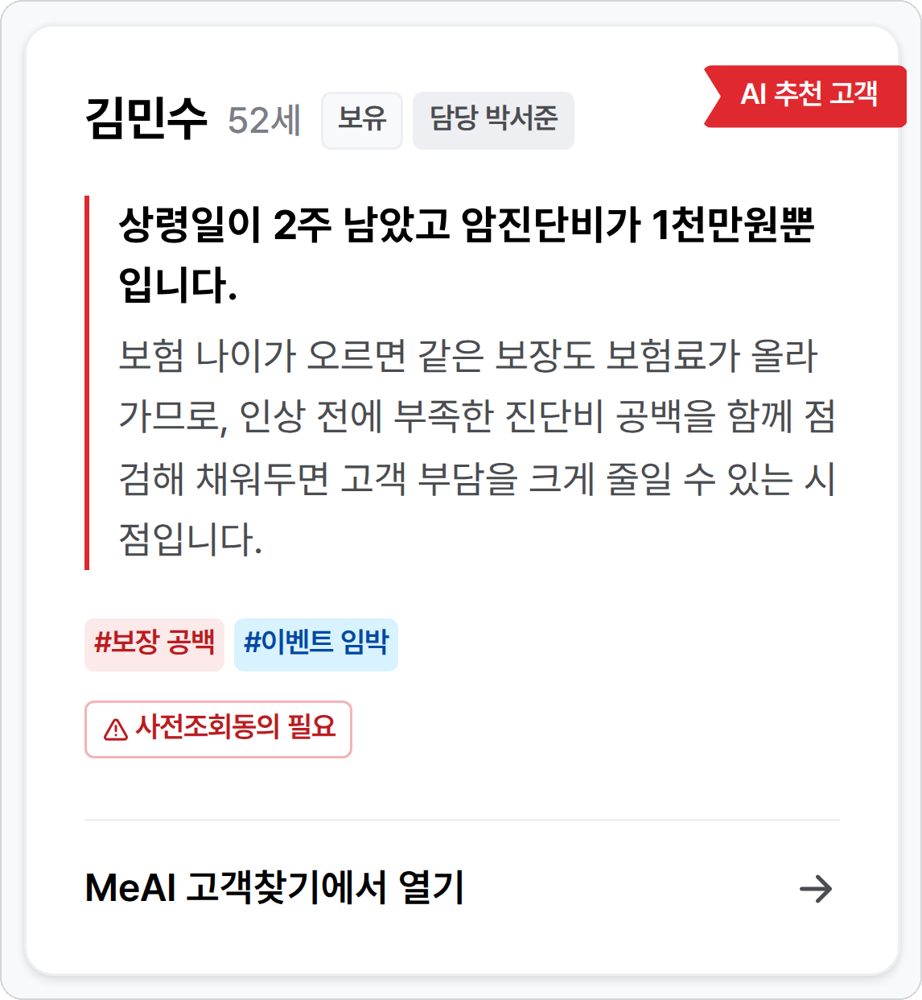 김민수 52세 보유 담당 박서준
AI 추천 고객
상령일이 2주 남았고 암진단비가 1천만원뿐
입니다.
보험 나이가 오르면 같은 보장도 보험료가 올라
가므로, 인상 전에 부족한 진단비 공백을 함께 점
검해 채워두면 고객 부담을 크게 줄일 수 있는 시
점입니다.
#보장 공백 #이벤트 임박
사전조회동의 필요
MeAI 고객찾기에서 열기